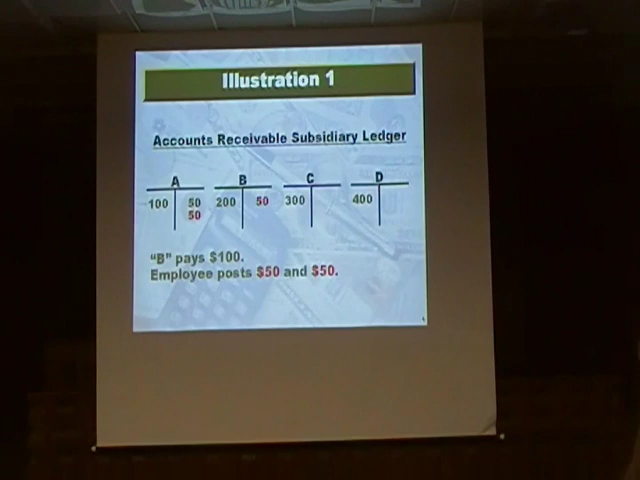 Illustration 1
Accounts Receivable Subsidiary Ledger
A B C D
100 50 200 50 300 400
50
"B" pays $100.
Employee posts $50 and $50.